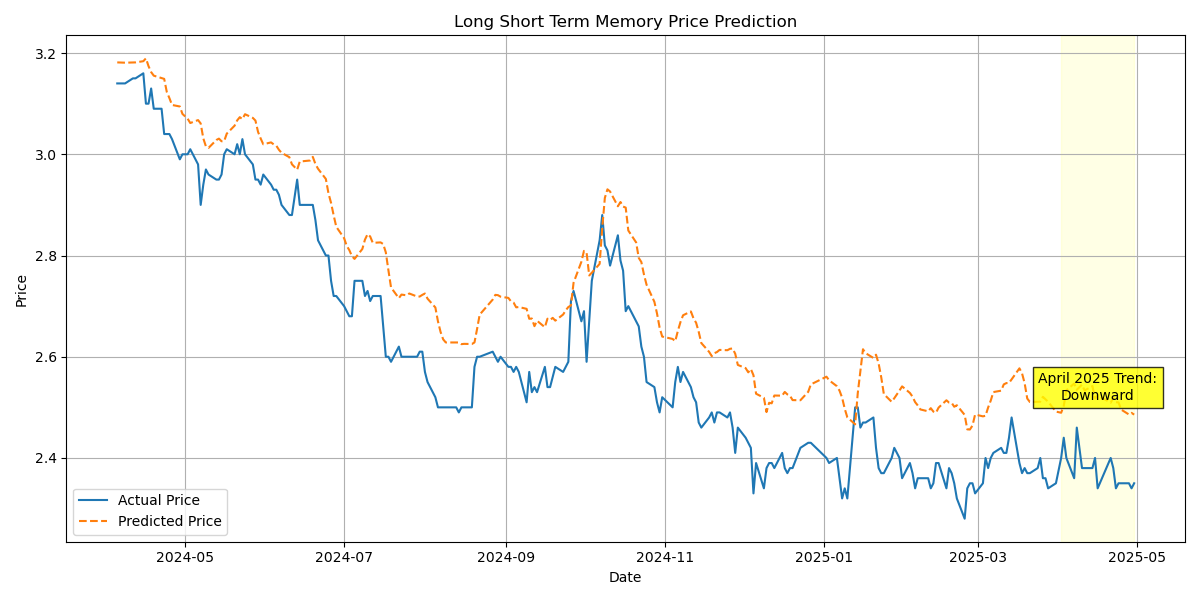 Long Short Term Memory Price Prediction
3.2
3.0
2.8
2.6
2.4
Price
April 2025 Trend:
Downward
Actual Price
Predicted Price
2024-05 2024-07 2024-09 2024-11 2025-01 2025-03 2025-05
Date